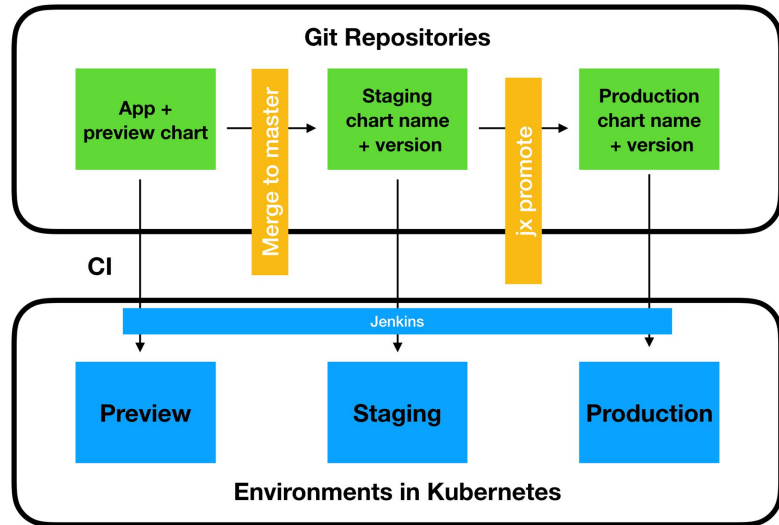 Git Repositories
App +
preview chart
Merge to master
Staging
chart name
+ version
jx promote
Production
chart name
+ version
CI
Jenkins
Preview
Staging
Production
Environments in Kubernetes